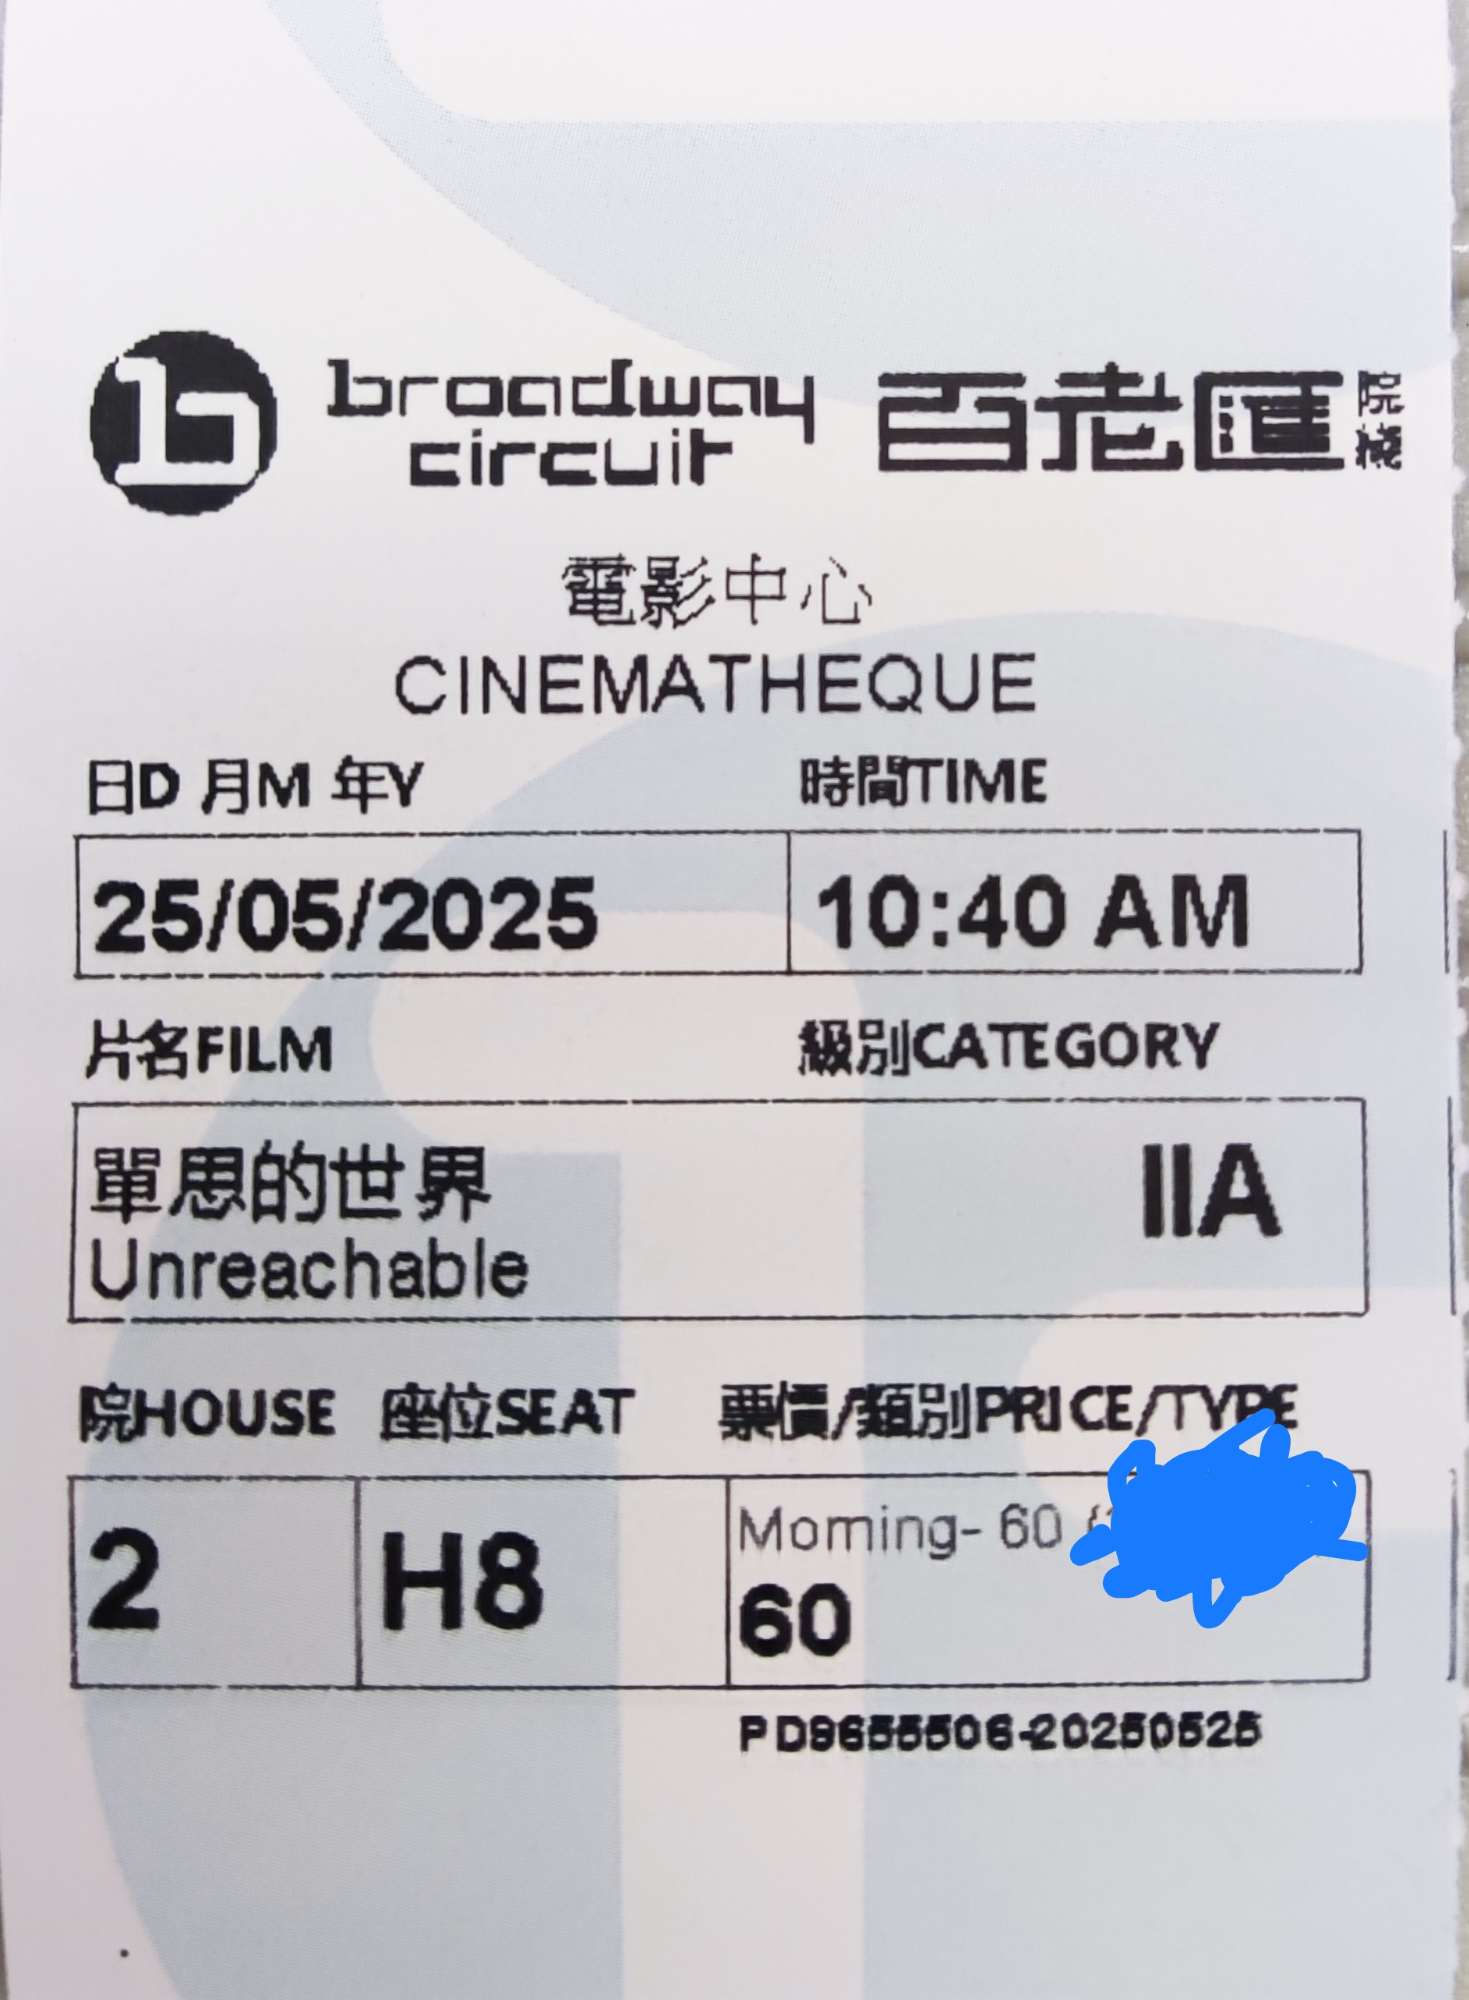 b broadway circuit 百老匯 院綫
電影中心
CINEMATHEQUE
日D 月M 年Y 時間TIME
25/05/2025 10:40 AM
片名FILM 級別CATEGORY
單思的世界 IIA
Unreachable
院HOUSE 座位SEAT 票價/類別PRICE/TYPE
Morning- 60
2 H8 60
PD9655506-20250525